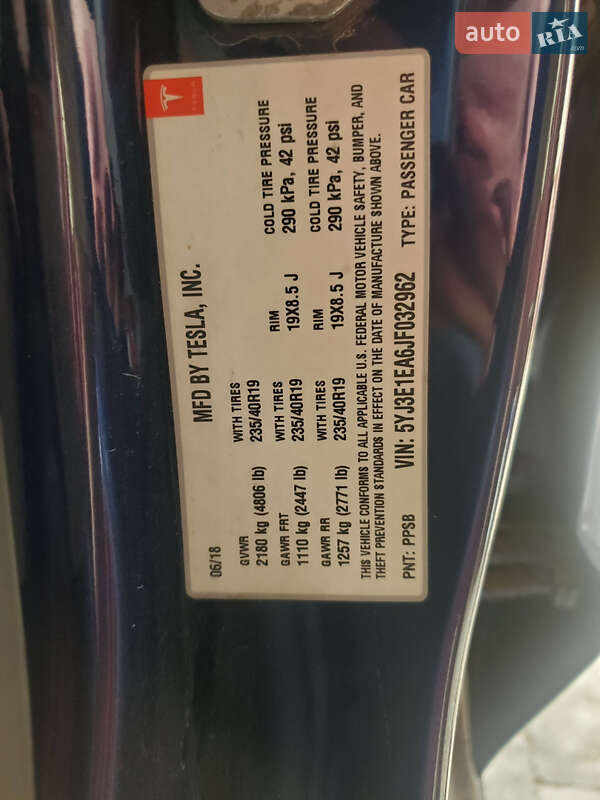 auto RIA.com
TESLA
MFD BY TESLA, INC.
06/18
GVWR WITH TIRES
2180 kg (4806 lb) 235/40R19
GAWR FRT WITH TIRES RIM COLD TIRE PRESSURE
1110 kg (2447 lb) 235/40R19 19X8.5 J 290 kPa, 42 psi
GAWR RR WITH TIRES RIM COLD TIRE PRESSURE
1257 kg (2771 lb) 235/40R19 19X8.5 J 290 kPa, 42 psi
THIS VEHICLE CONFORMS TO ALL APPLICABLE U.S. FEDERAL MOTOR VEHICLE SAFETY, BUMPER, AND
THEFT PREVENTION STANDARDS IN EFFECT ON THE DATE OF MANUFACTURE SHOWN ABOVE.
PNT: PPSB VIN: 5YJ3E1EA6JF032962 TYPE: PASSENGER CAR